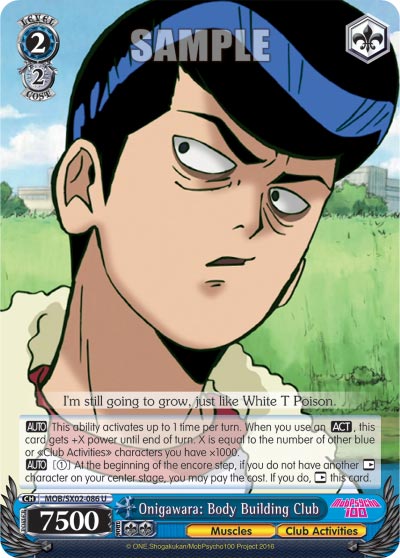 LEVEL
2
2
COST
SAMPLE
I'm still going to grow, just like White T Poison.
AUTO This ability activates up to 1 time per turn. When you use an ACT, this
card gets +X power until end of turn. X is equal to the number of other blue
or «Club Activities» characters you have ×1000.
AUTO [①] At the beginning of the encore step, if you do not have another
character on your center stage, you may pay cost. If you do, this card.
CH MOB/SX02-086 U
POWER 7500
SOUL
Onigawara: Body Building Club
MobPsycho 100
Muscles
Club Activities
© ONE,Shogakukan/MobPsycho100 Project 2016